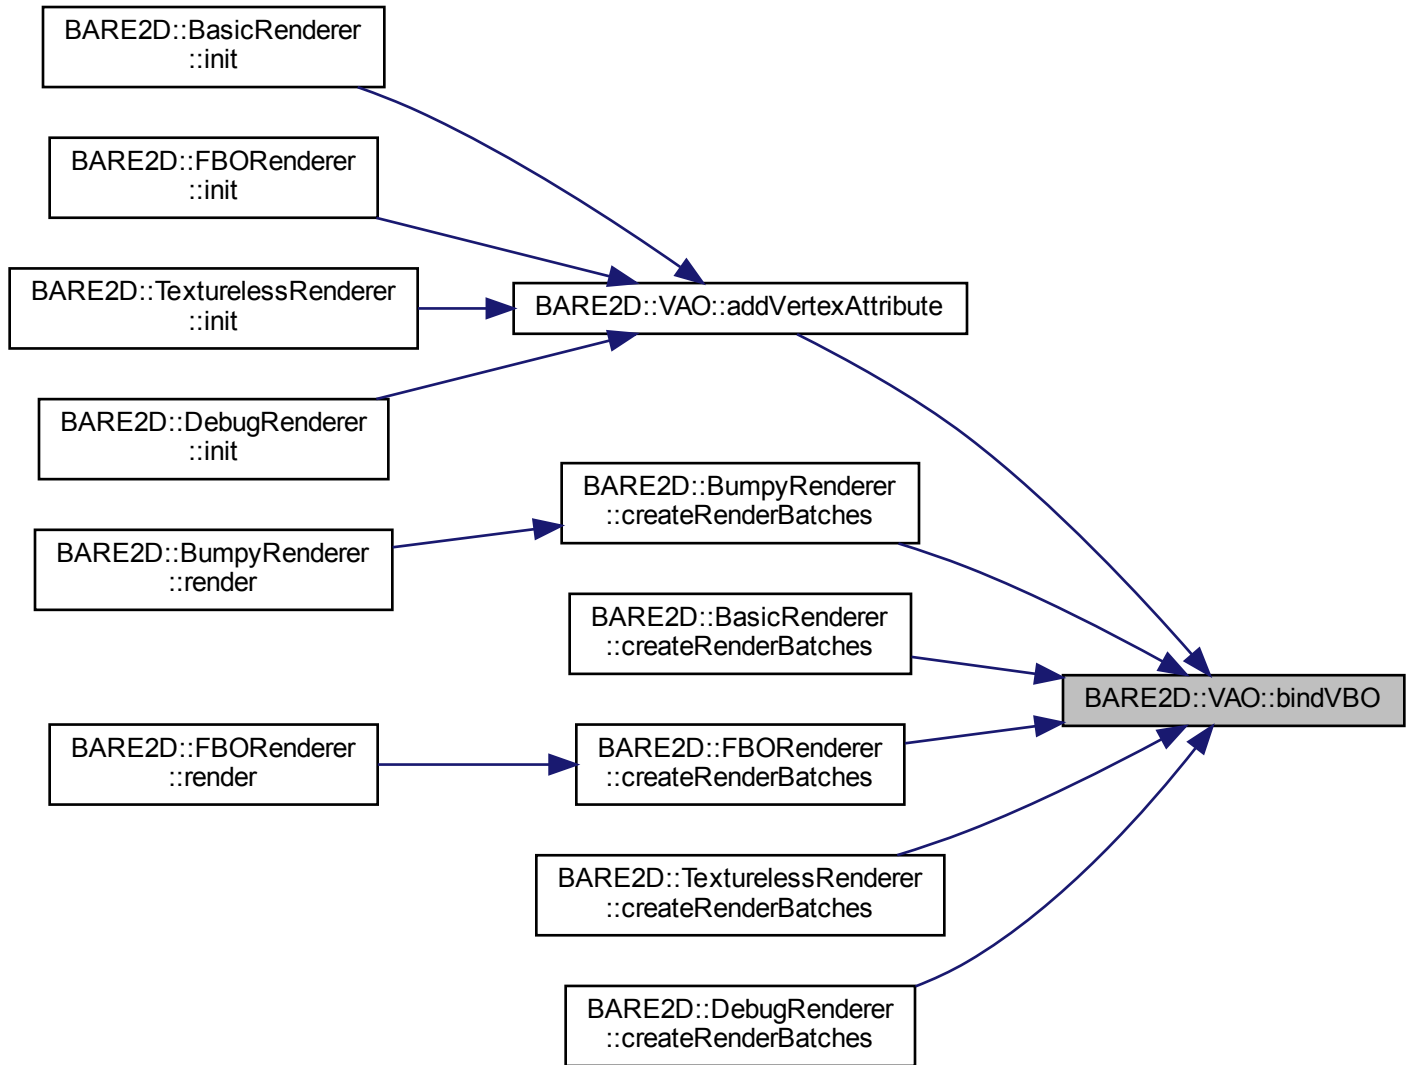 BARE2D::BasicRenderer
::init
BARE2D::FBORenderer
::init
BARE2D::TexturelessRenderer
::init
BARE2D::VAO::addVertexAttribute
BARE2D::DebugRenderer
::init
BARE2D::BumpyRenderer
::createRenderBatches
BARE2D::BumpyRenderer
::render
BARE2D::BasicRenderer
::createRenderBatches
BARE2D::VAO::bindVBO
BARE2D::FBORenderer
::render
BARE2D::FBORenderer
::createRenderBatches
BARE2D::TexturelessRenderer
::createRenderBatches
BARE2D::DebugRenderer
::createRenderBatches